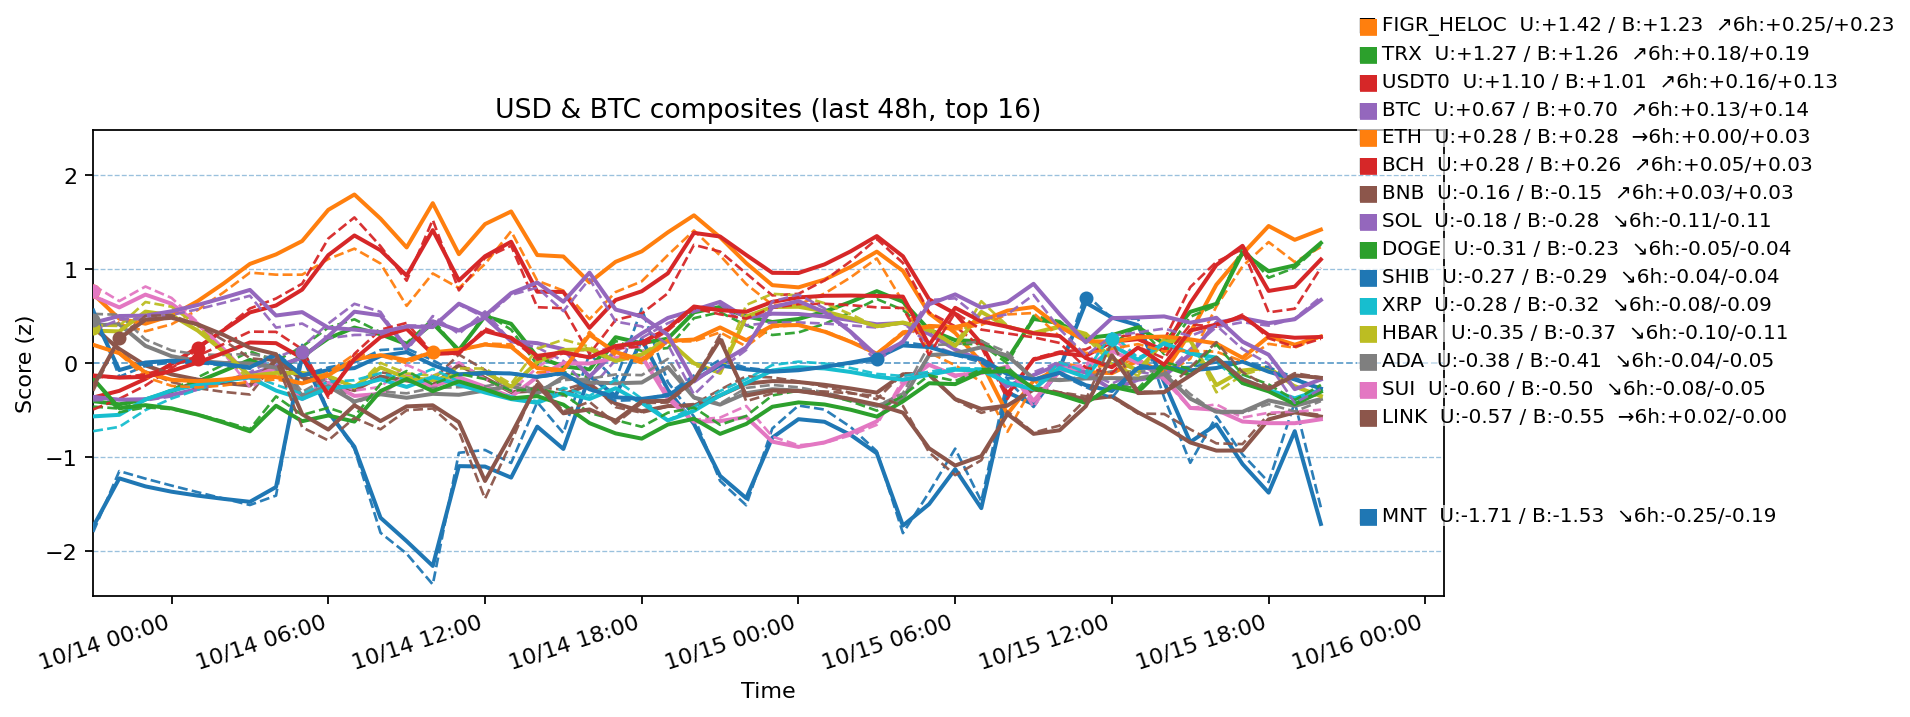 FIGR_HELOC  U:+1.42 / B:+1.23  ↗6h:+0.25/+0.23
TRX  U:+1.27 / B:+1.26  ↗6h:+0.18/+0.19
USDT0  U:+1.10 / B:+1.01  ↗6h:+0.16/+0.13
USD & BTC composites (last 48h, top 16)
BTC  U:+0.67 / B:+0.70  ↗6h:+0.13/+0.14
ETH  U:+0.28 / B:+0.28  →6h:+0.00/+0.03
BCH  U:+0.28 / B:+0.26  ↗6h:+0.05/+0.03
BNB  U:-0.16 / B:-0.15  ↗6h:+0.03/+0.03
SOL  U:-0.18 / B:-0.28  ↘6h:-0.11/-0.11
DOGE  U:-0.31 / B:-0.23  ↘6h:-0.05/-0.04
SHIB  U:-0.27 / B:-0.29  ↘6h:-0.04/-0.04
XRP  U:-0.28 / B:-0.32  ↘6h:-0.08/-0.09
HBAR  U:-0.35 / B:-0.37  ↘6h:-0.10/-0.11
ADA  U:-0.38 / B:-0.41  ↘6h:-0.04/-0.05
SUI  U:-0.60 / B:-0.50  ↘6h:-0.08/-0.05
LINK  U:-0.57 / B:-0.55  →6h:+0.02/-0.00
MNT  U:-1.71 / B:-1.53  ↘6h:-0.25/-0.19
Score (z)
2
1
0
−1
−2
10/14 00:00
10/14 06:00
10/14 12:00
10/14 18:00
10/15 00:00
10/15 06:00
10/15 12:00
10/15 18:00
10/16 00:00
Time